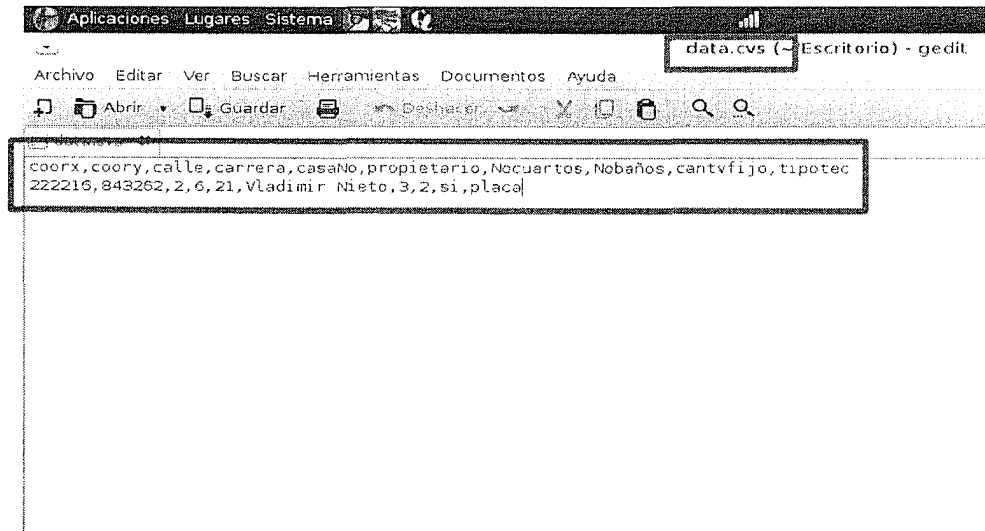 Aplicaciones Lugares Sistema
data.cvs (~/Escritorio) - gedit
Archivo Editar Ver Buscar Herramientas Documentos Ayuda
Abrir Guardar Deshacer
coorx,coory,calle,carrera,casaNo,propietario,Nocuartos,Nobaños,cantvfijo,tipotec
222216,843262,2,6,21,Vladimir Nieto,3,2,si,placa